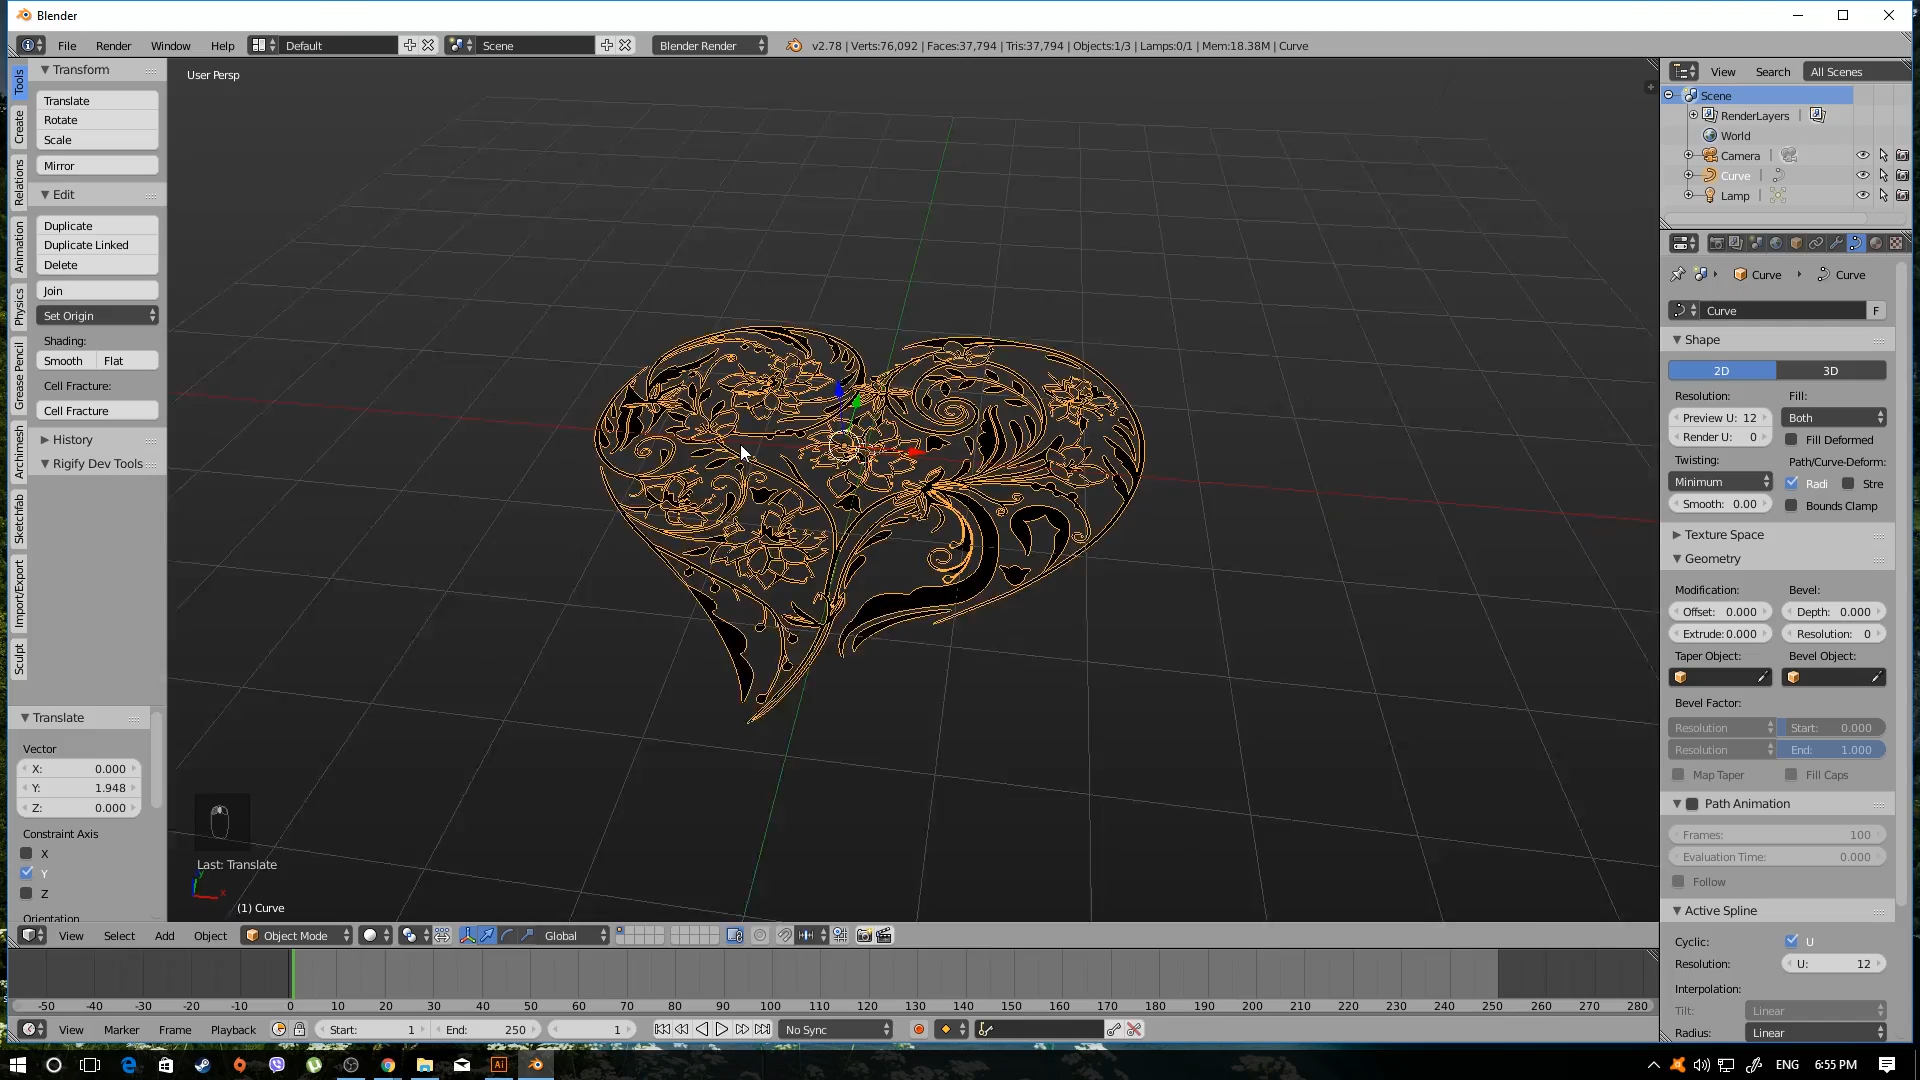 Blender
File Render Window Help Default Scene Blender Render v2.78 | Verts:76,092 | Faces:37,794 | Tris:37,794 | Objects:1/3 | Lamps:0/1 | Mem:18.38M | Curve
Tools
Create
Relations
Animation
Physics
Grease Pencil
Archimesh
Sketchfab
Import/Export
Sculpt
Transform
Translate
Rotate
Scale
Mirror
Edit
Duplicate
Duplicate Linked
Delete
Join
Set Origin
Shading:
Smooth Flat
Cell Fracture:
Cell Fracture
History
Rigify Dev Tools
Translate
Vector
X: 0.000
Y: 1.948
Z: 0.000
Constraint Axis
X
Y
Z
Orientation
User Persp
Last: Translate
y
x
(1) Curve
View Search All Scenes
Scene
RenderLayers
World
Camera
Curve
Lamp
Curve Curve
Curve F
Shape
2D 3D
Resolution: Fill:
Preview U: 12 Both
Render U: 0 Fill Deformed
Twisting: Path/Curve-Deform:
Minimum Radi Stre
Smooth: 0.00 Bounds Clamp
Texture Space
Geometry
Modification: Bevel:
Offset: 0.000 Depth: 0.000
Extrude: 0.000 Resolution: 0
Taper Object: Bevel Object:
Bevel Factor:
Resolution Start: 0.000
Resolution End: 1.000
Map Taper Fill Caps
Path Animation
Frames: 100
Evaluation Time: 0.000
Follow
Active Spline
Cyclic: U
Resolution: U: 12
Interpolation:
Tilt: Linear
Radius: Linear
View Select Add Object Object Mode Global
-50 -40 -30 -20 -10 0 10 20 30 40 50 60 70 80 90 100 110 120 130 140 150 160 170 180 190 200 210 220 230 240 250 260 270 280
View Marker Frame Playback Start: 1 End: 250 1 No Sync
Ai ENG 6:55 PM